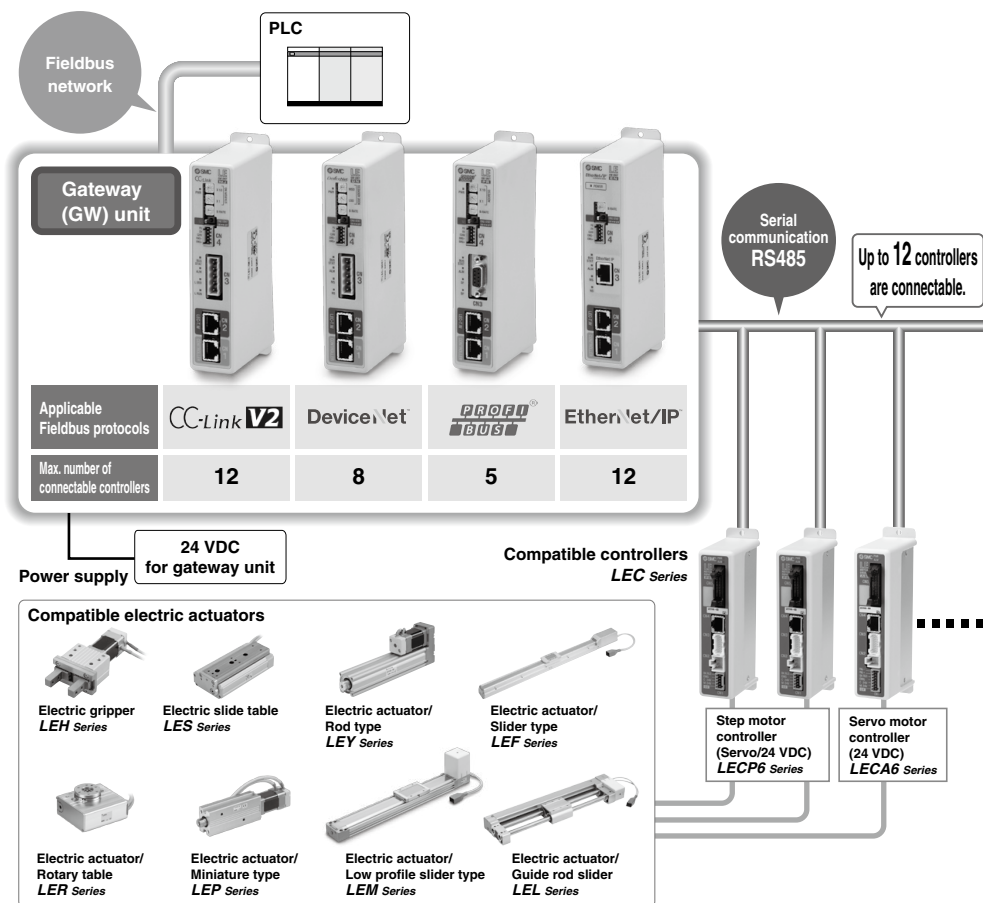 PLC
Fieldbus
network
Gateway
(GW) unit
Serial
communication
RS485
Up to 12 controllers
are connectable.
Applicable
Fieldbus protocols
CC-Link V2
DeviceNet
PROFI
BUS
EtherNet/IP
Max. number of
connectable controllers
12
8
5
12
24 VDC
for gateway unit
Power supply
Compatible controllers
LEC Series
Compatible electric actuators
Electric gripper
LEH Series
Electric slide table
LES Series
Electric actuator/
Rod type
LEY Series
Electric actuator/
Slider type
LEF Series
Step motor
controller
(Servo/24 VDC)
LECP6 Series
Servo motor
controller
(24 VDC)
LECA6 Series
Electric actuator/
Rotary table
LER Series
Electric actuator/
Miniature type
LEP Series
Electric actuator/
Low profile slider type
LEM Series
Electric actuator/
Guide rod slider
LEL Series